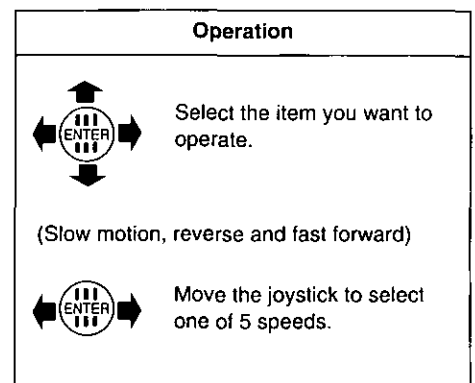 Operation
ENTER
Select the item you want to
operate.
(Slow motion, reverse and fast forward)
ENTER
Move the joystick to select
one of 5 speeds.